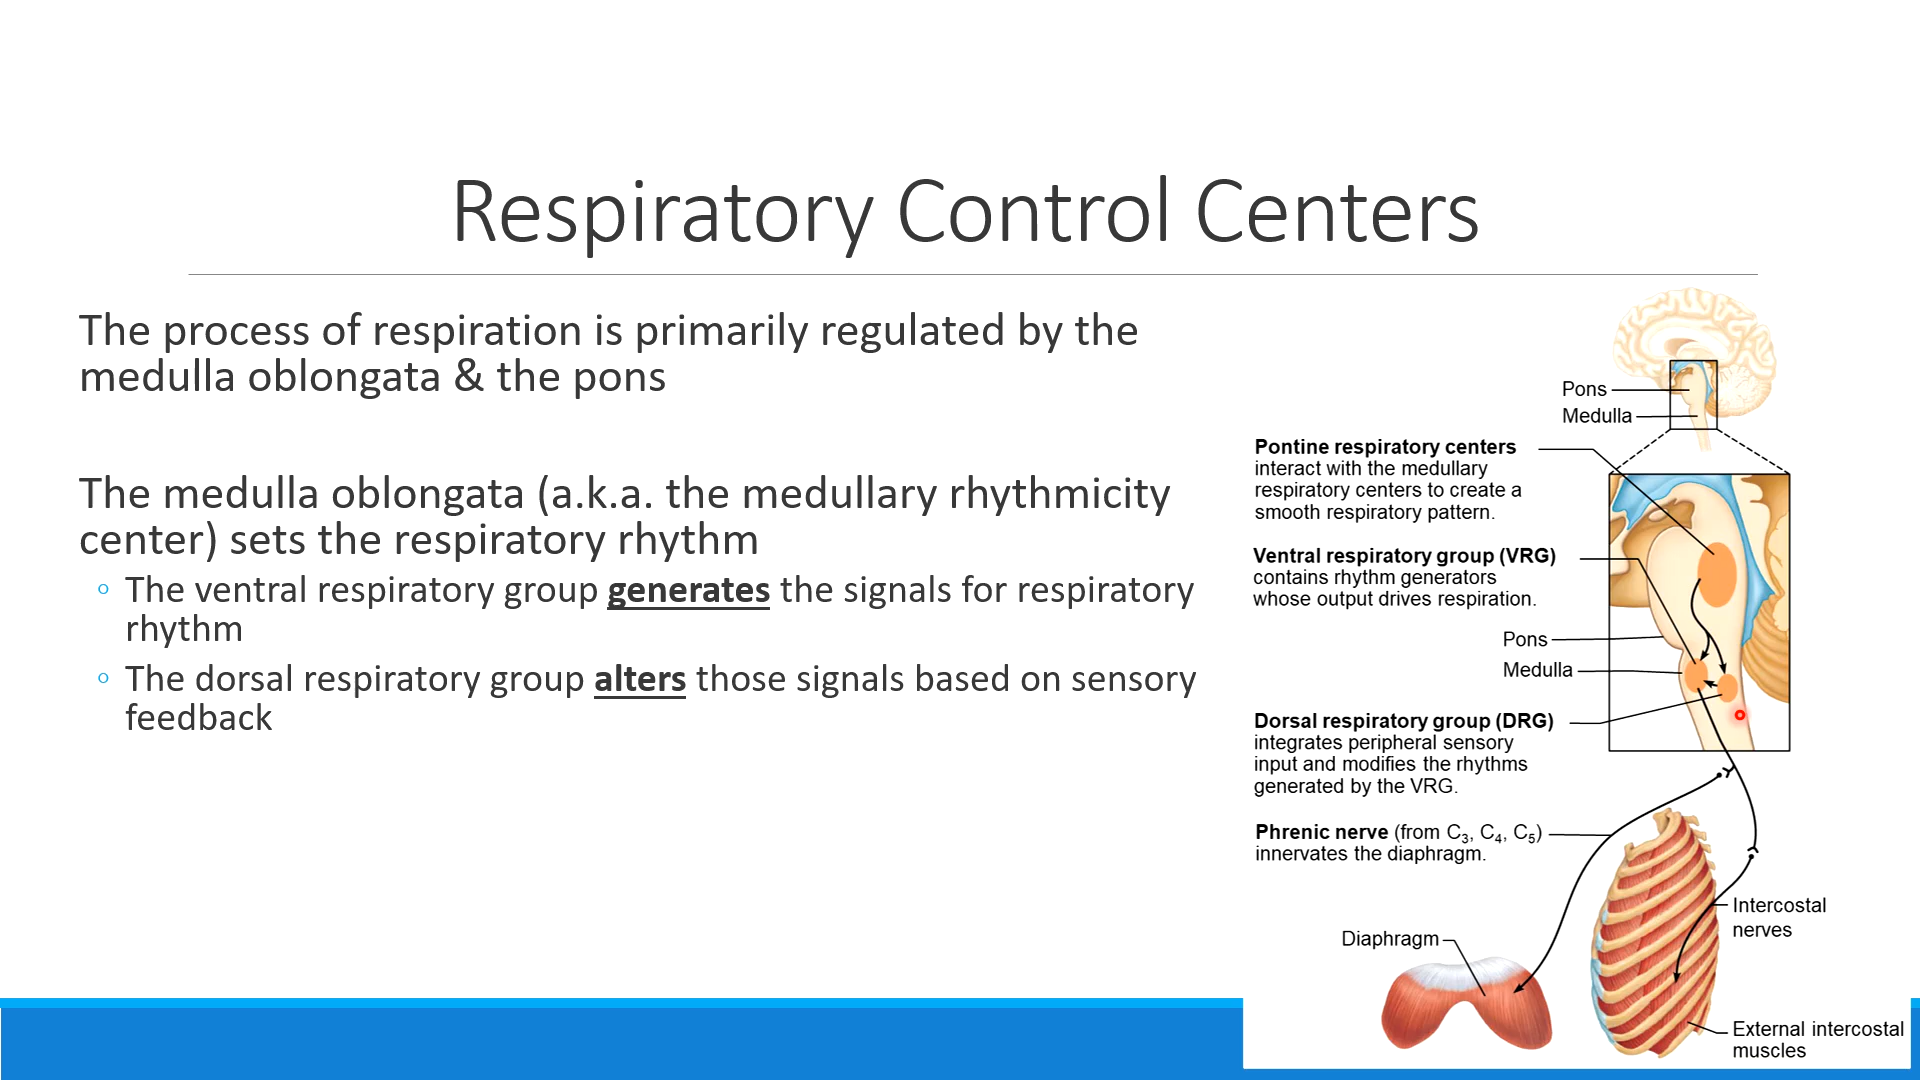 Respiratory Control Centers
The process of respiration is primarily regulated by the
medulla oblongata & the pons
The medulla oblongata (a.k.a. the medullary rhythmicity
center) sets the respiratory rhythm
◦ The ventral respiratory group generates the signals for respiratory
rhythm
◦ The dorsal respiratory group alters those signals based on sensory
feedback
Pons
Medulla
Pontine respiratory centers
interact with the medullary
respiratory centers to create a
smooth respiratory pattern.
Ventral respiratory group (VRG)
contains rhythm generators
whose output drives respiration.
Pons
Medulla
Dorsal respiratory group (DRG)
integrates peripheral sensory
input and modifies the rhythms
generated by the VRG.
Phrenic nerve (from C3, C4, C5)
innervates the diaphragm.
Diaphragm
Intercostal
nerves
External intercostal
muscles